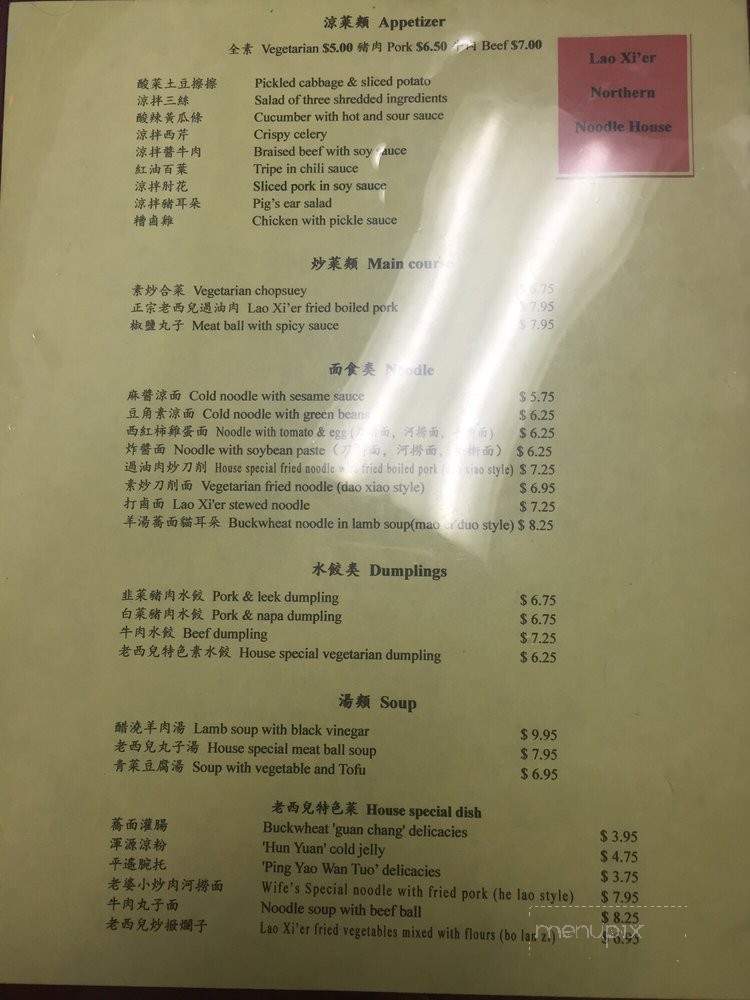 涼菜類 Appetizer
全素 Vegetarian $5.00 豬肉 Pork $6.50 Beef $7.00
Lao Xi'er
Northern
Noodle House
酸菜土豆擦擦 Pickled cabbage & sliced potato
涼拌三絲 Salad of three shredded ingredients
酸辣黃瓜條 Cucumber with hot and sour sauce
涼拌西芹 Crispy celery
涼拌醬牛肉 Braised beef with soy sauce
紅油百葉 Tripe in chili sauce
涼拌肘花 Sliced pork in soy sauce
涼拌豬耳朵 Pig's ear salad
糟鹵雞 Chicken with pickle sauce
炒菜類 Main course
素炒合菜 Vegetarian chopsuey
正宗老西兒過油肉 Lao Xi'er fried boiled pork $ 7.95
椒鹽丸子 Meat ball with spicy sauce $ 7.95
面食类 Noodle
麻醬涼面 Cold noodle with sesame sauce $ 5.75
豆角素涼面 Cold noodle with green beans $ 6.25
西紅柿雞蛋面 Noodle with tomato & egg 河撈面, $ 6.25
炸醬面 Noodle with soybean paste 河撈面, $ 6.25
過油肉炒刀削 House special fried noodle fried boiled pork xiao style) $ 7.25
素炒刀削面 Vegetarian fried noodle (dao xiao style) $ 6.95
打鹵面 Lao Xi'er stewed noodle $ 7.25
羊湯蕎面貓耳朵 Buckwheat noodle in lamb soup(mao er duo style) $ 8.25
水餃类 Dumplings
韭菜豬肉水餃 Pork & leek dumpling $ 6.75
白菜豬肉水餃 Pork & napa dumpling $ 6.75
牛肉水餃 Beef dumpling $ 7.25
老西兒特色素水餃 House special vegetarian dumpling $ 6.25
湯類 Soup
醋澆羊肉湯 Lamb soup with black vinegar $ 9.95
老西兒丸子湯 House special meat ball soup $ 7.95
青菜豆腐湯 Soup with vegetable and Tofu $ 6.95
老西兒特色菜 House special dish
蕎面灌腸 Buckwheat 'guan chang' delicacies $ 3.95
渾源涼粉 'Hun Yuan' cold jelly $ 4.75
平遙腕托 'Ping Yao Wan Tuo' delicacies $ 3.75
老婆小炒肉河撈面 Wife's Special noodle with fried pork (he lao style) $ 7.95
牛肉丸子面 Noodle soup with beef ball $ 8.25
老西兒炒撥爛子 Lao Xi'er fried vegetables mixed with flours (bo lan z.) $ 6.95
menupix